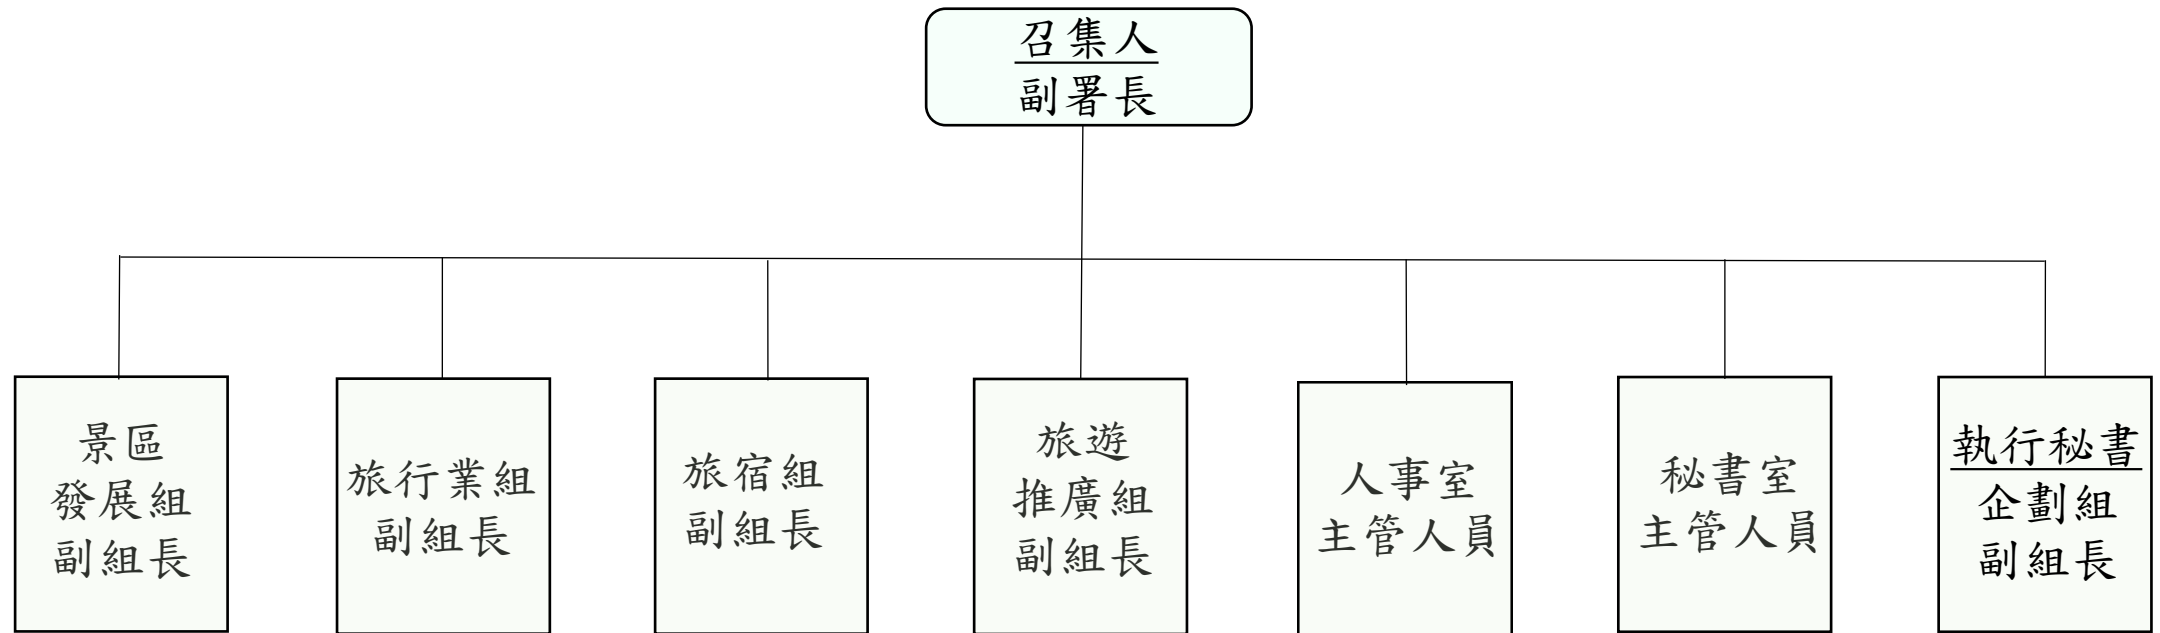 召集人
副署長
景區
發展組
副組長
旅行業組
副組長
旅宿組
副組長
旅遊
推廣組
副組長
人事室
主管人員
秘書室
主管人員
執行秘書
企劃組
副組長